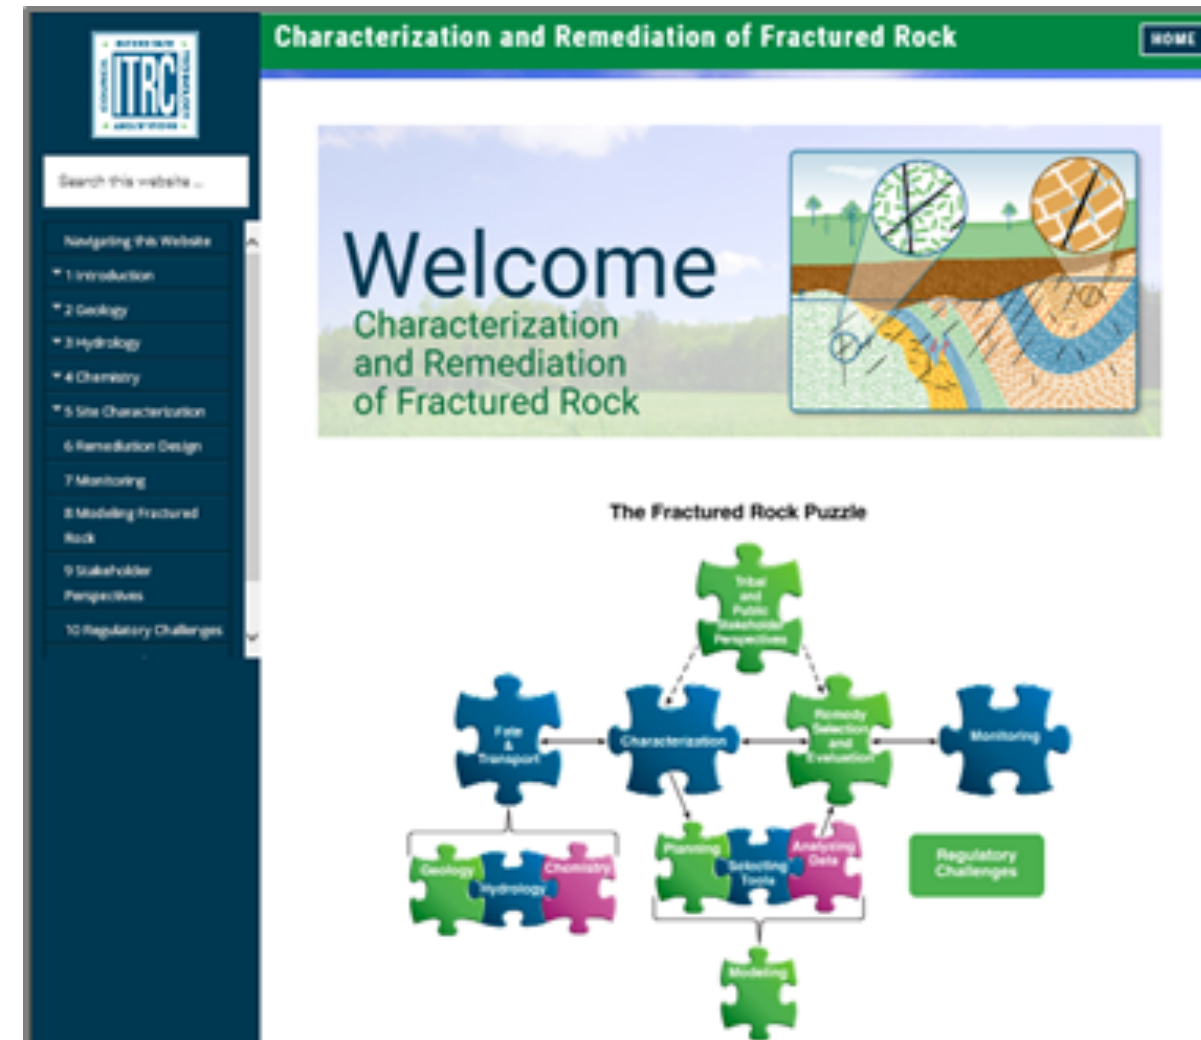 Characterization and Remediation of Fractured Rock
HOME
ITRC
Search this website ...
Navigating this Website
1 Introduction
2 Geology
3 Hydrology
4 Chemistry
5 Site Characterization
6 Remediation Design
7 Monitoring
8 Modeling Fractured
Rock
9 Stakeholder
Perspectives
10 Regulatory Challenges
Welcome
Characterization
and Remediation
of Fractured Rock
The Fractured Rock Puzzle
Tribal
and
Public
Stakeholder
Perspectives
Fate
&
Transport
Characterization
Remedy
Selection
and
Evaluation
Monitoring
Geology
Hydrology
Chemistry
Planning
Selecting
Tools
Analyzing
Data
Regulatory
Challenges
Modeling